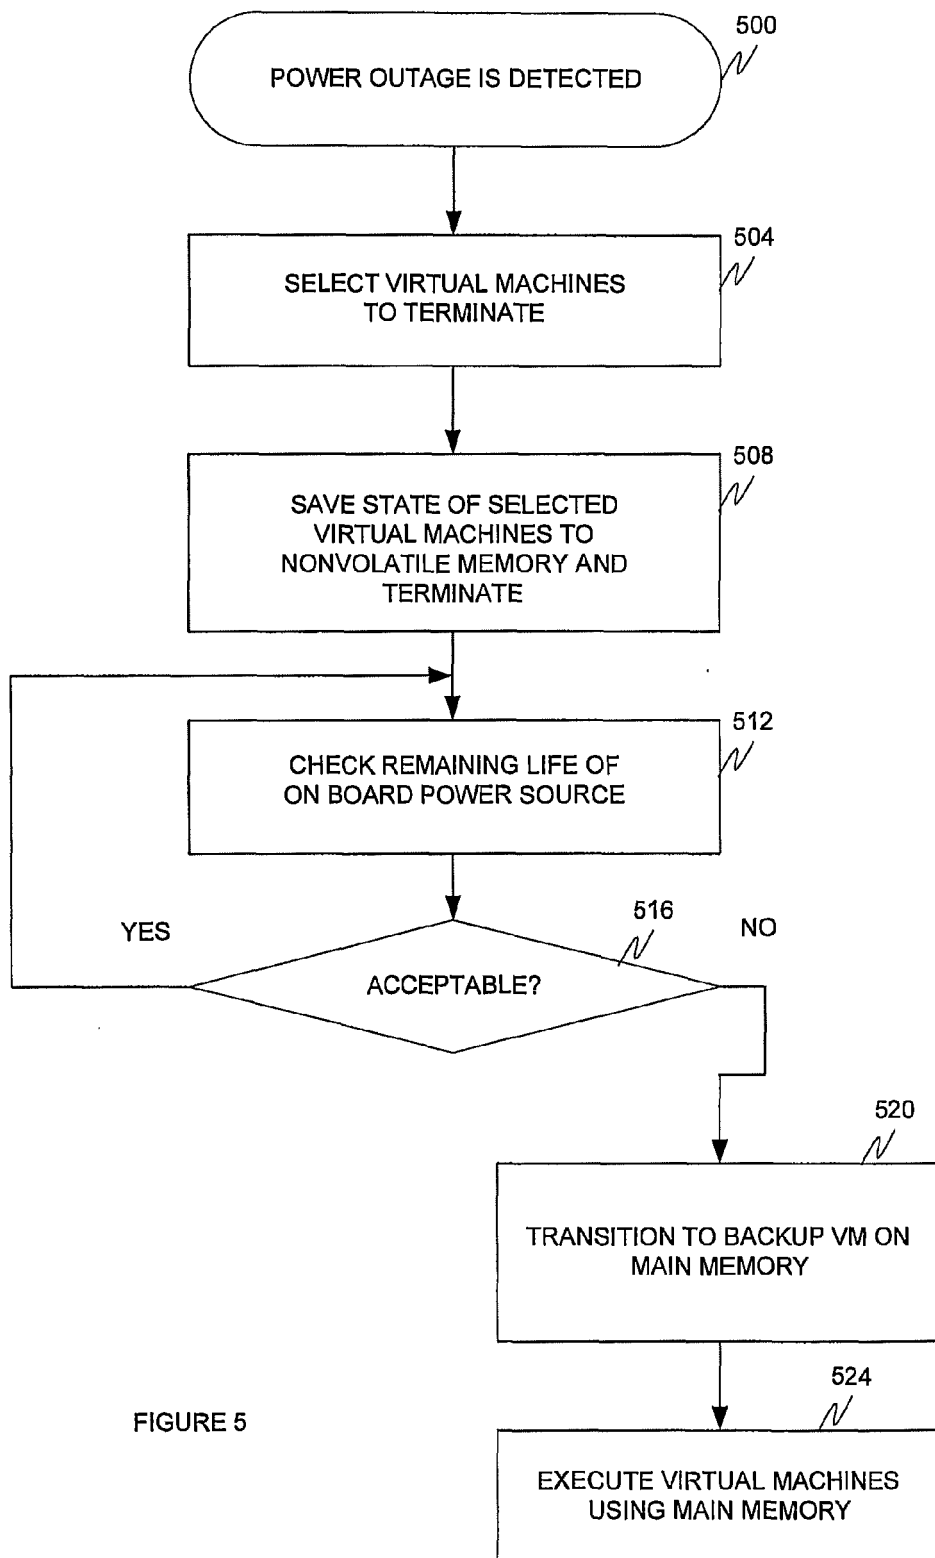 500
POWER OUTAGE IS DETECTED
504
SELECT VIRTUAL MACHINES
TO TERMINATE
508
SAVE STATE OF SELECTED
VIRTUAL MACHINES TO
NONVOLATILE MEMORY AND
TERMINATE
512
CHECK REMAINING LIFE OF
ON BOARD POWER SOURCE
516
YES
NO
ACCEPTABLE?
520
TRANSITION TO BACKUP VM ON
MAIN MEMORY
524
FIGURE 5
EXECUTE VIRTUAL MACHINES
USING MAIN MEMORY